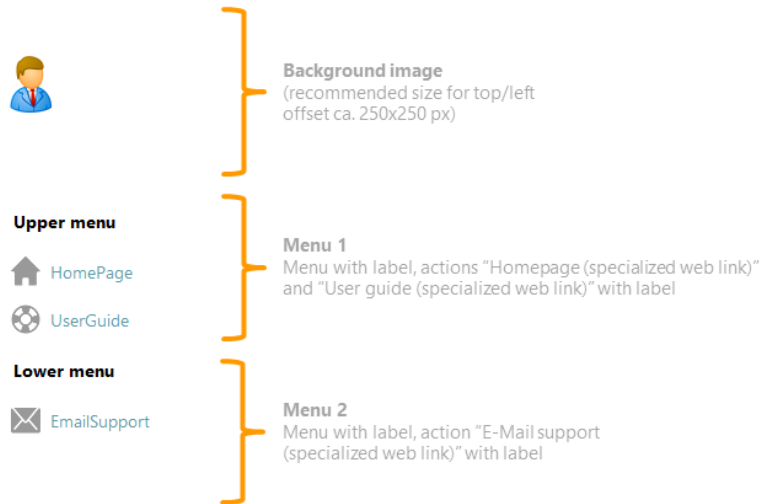 Background image
(recommended size for top/left
offset ca. 250x250 px)
Upper menu
HomePage
UserGuide
Menu 1
Menu with label, actions “Homepage (specialized web link)”
and “User guide (specialized web link)” with label
Lower menu
EmailSupport
Menu 2
Menu with label, action “E-Mail support
(specialized web link)” with label